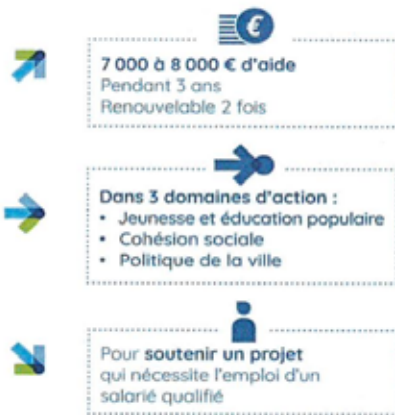 €
7 000 à 8 000 € d'aide
Pendant 3 ans
Renouvelable 2 fois
Dans 3 domaines d'action :
• Jeunesse et éducation populaire
• Cohésion sociale
• Politique de la ville
Pour soutenir un projet
qui nécessite l'emploi d'un
salarié qualifié